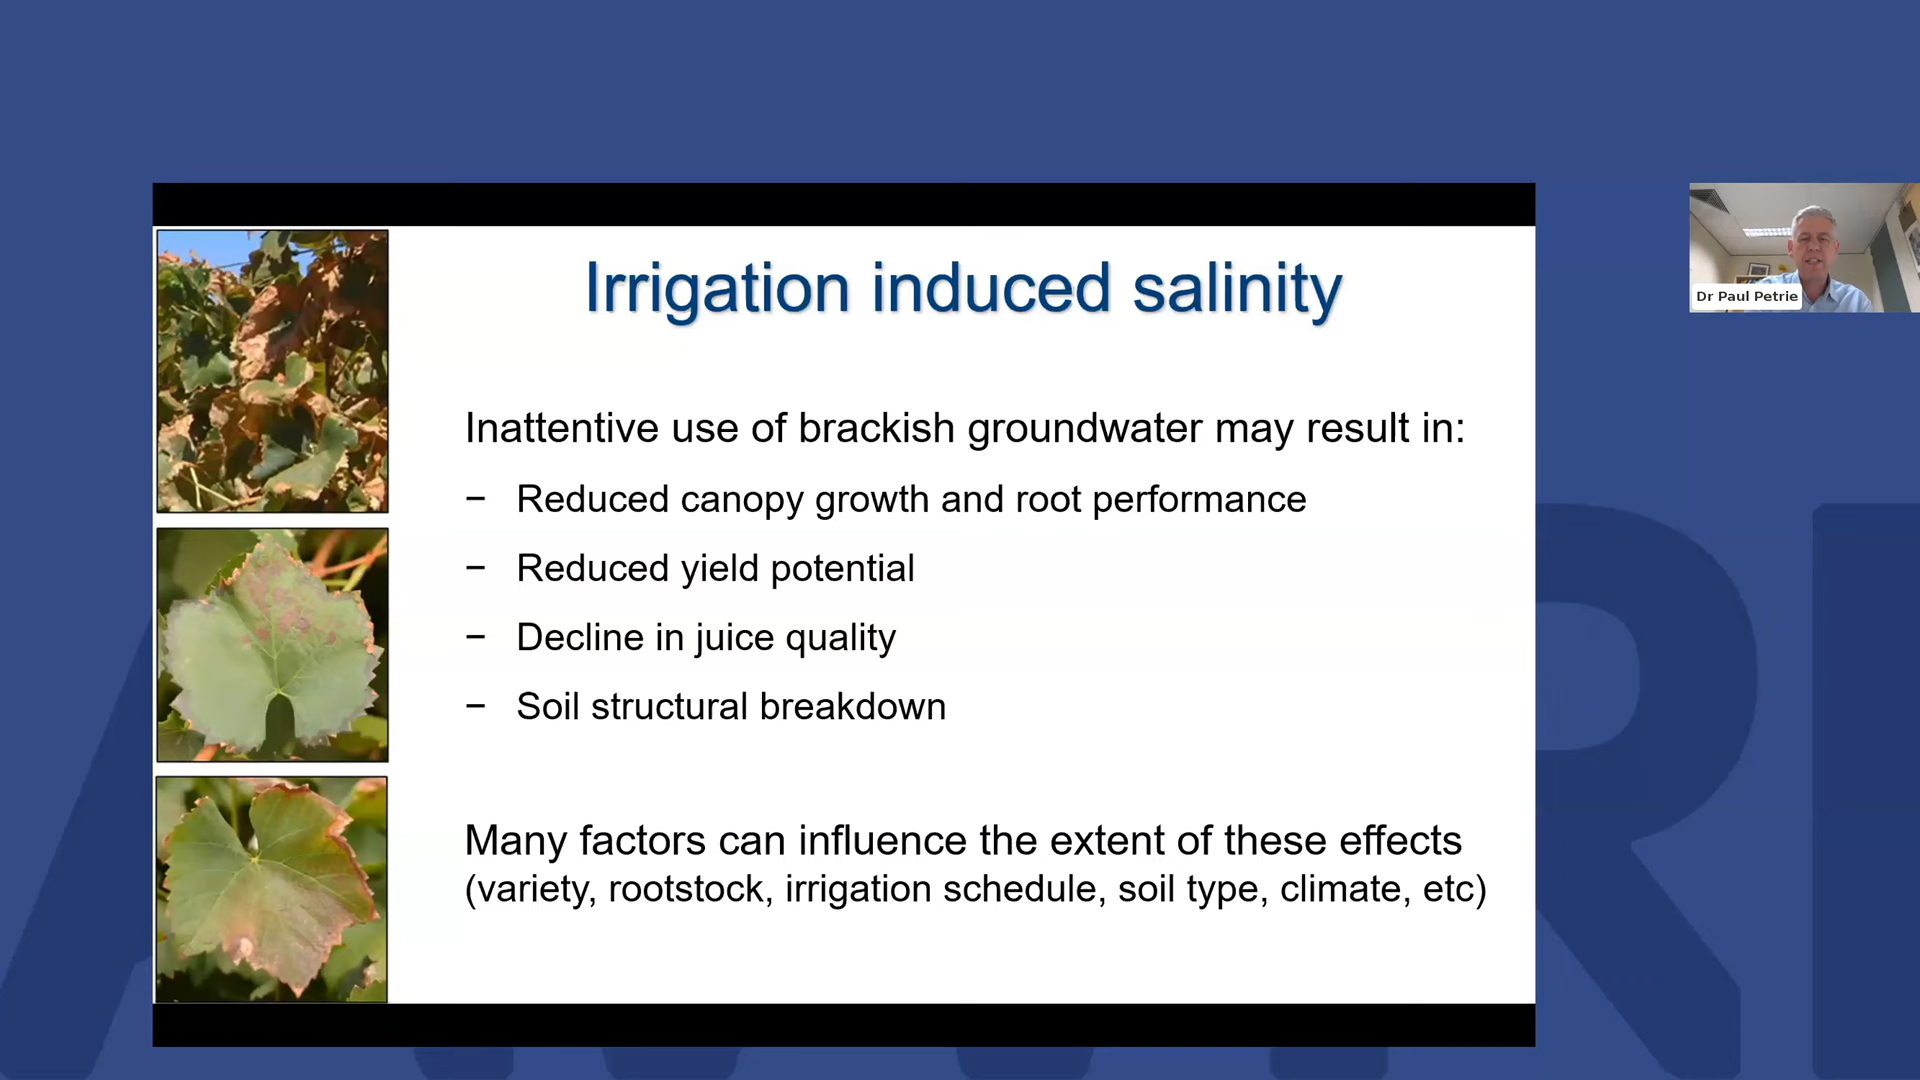 Irrigation induced salinity
Dr Paul Petrie
Inattentive use of brackish groundwater may result in:
− Reduced canopy growth and root performance
− Reduced yield potential
− Decline in juice quality
− Soil structural breakdown
Many factors can influence the extent of these effects
(variety, rootstock, irrigation schedule, soil type, climate, etc)